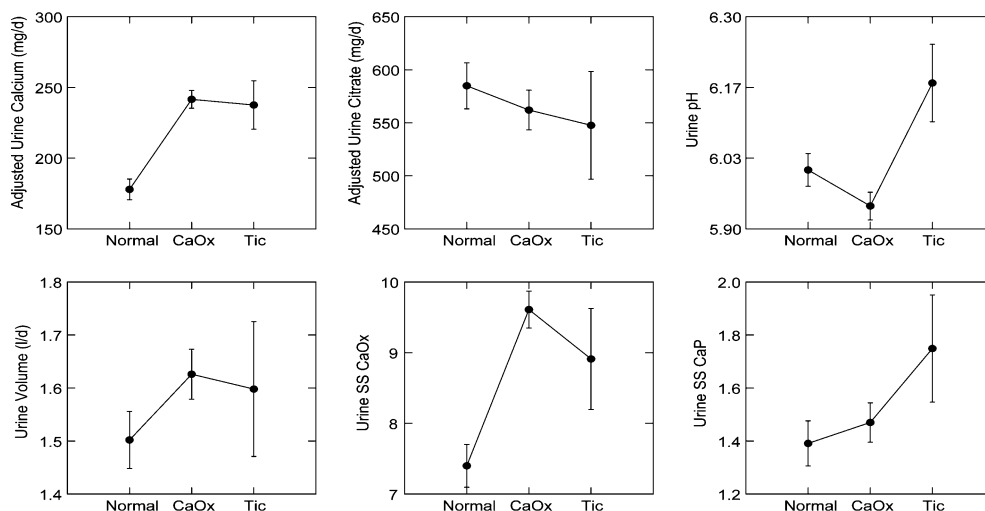 Adjusted Urine Calcium (mg/d)
300
250
200
150
Normal CaOx Tic
Adjusted Urine Citrate (mg/d)
650
600
550
500
450
Normal CaOx Tic
Urine pH
6.30
6.17
6.03
5.90
Normal CaOx Tic
Urine Volume (l/d)
1.8
1.7
1.6
1.5
1.4
Normal CaOx Tic
Urine SS CaOx
10
9
8
7
Normal CaOx Tic
Urine SS CaP
2.0
1.8
1.6
1.4
1.2
Normal CaOx Tic